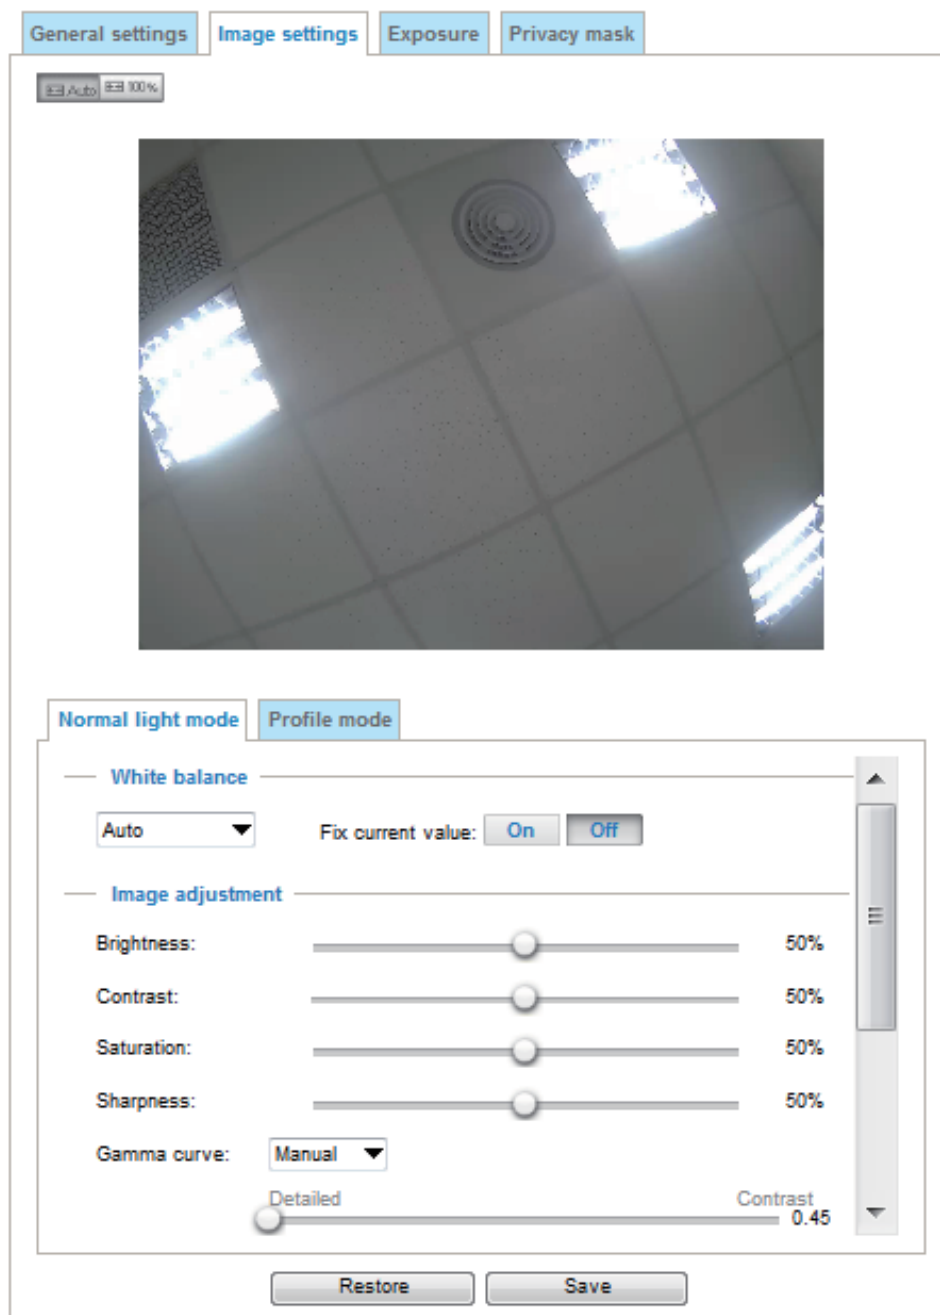 General settings Image settings Exposure Privacy mask
Auto 100%
Normal light mode Profile mode
White balance
Auto Fix current value: On Off
Image adjustment
Brightness: 50%
Contrast: 50%
Saturation: 50%
Sharpness: 50%
Gamma curve: Manual
Detailed Contrast
0.45
Restore Save